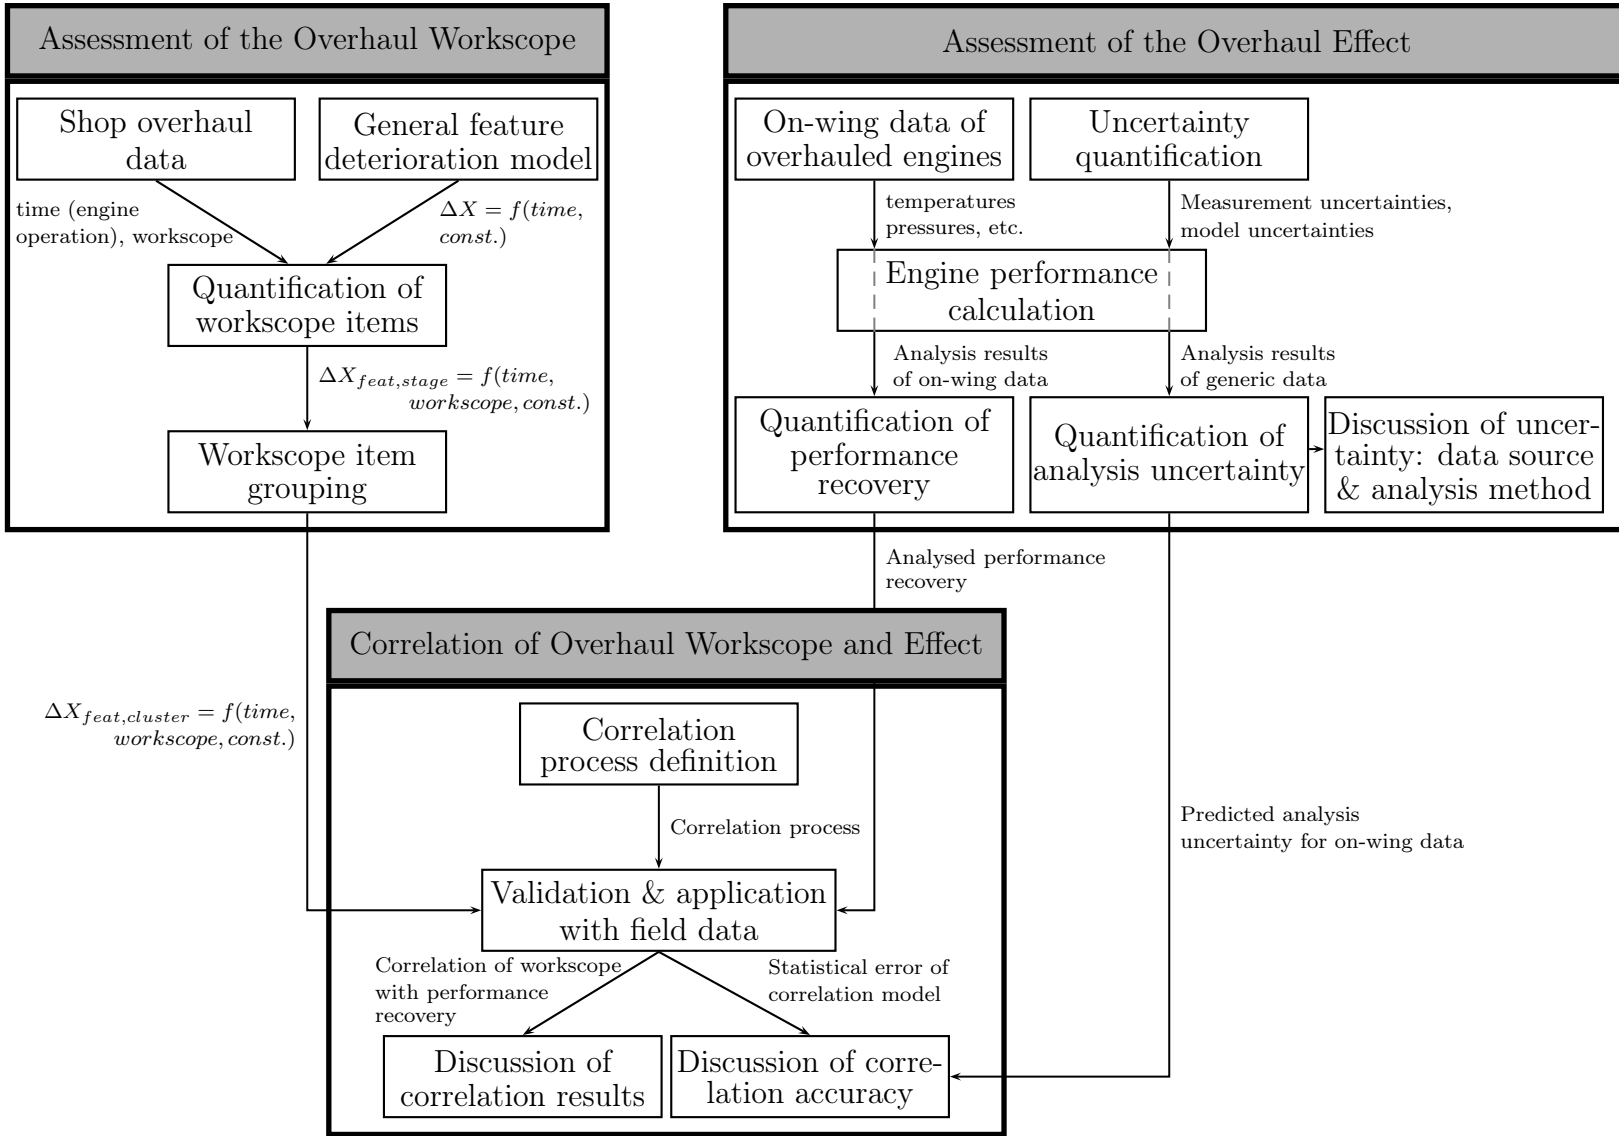 Assessment of the Overhaul Workscope
Shop overhaul
data
General feature
deterioration model
time (engine
operation), workscope
ΔX = f(time,
const.)
Quantification of
workscope items
ΔX_{feat,stage} = f(time,
workscope, const.)
Workscope item
grouping
Assessment of the Overhaul Effect
On-wing data of
overhauled engines
Uncertainty
quantification
temperatures
pressures, etc.
Measurement uncertainties,
model uncertainties
Engine performance
calculation
Analysis results
of on-wing data
Analysis results
of generic data
Quantification of
performance
recovery
Quantification of
analysis uncertainty
Discussion of uncer-
tainty: data source
& analysis method
Analysed performance
recovery
ΔX_{feat,cluster} = f(time,
workscope, const.)
Correlation of Overhaul Workscope and Effect
Correlation
process definition
Correlation process
Predicted analysis
uncertainty for on-wing data
Validation & application
with field data
Correlation of workscope
with performance
recovery
Statistical error of
correlation model
Discussion of
correlation results
Discussion of corre-
lation accuracy